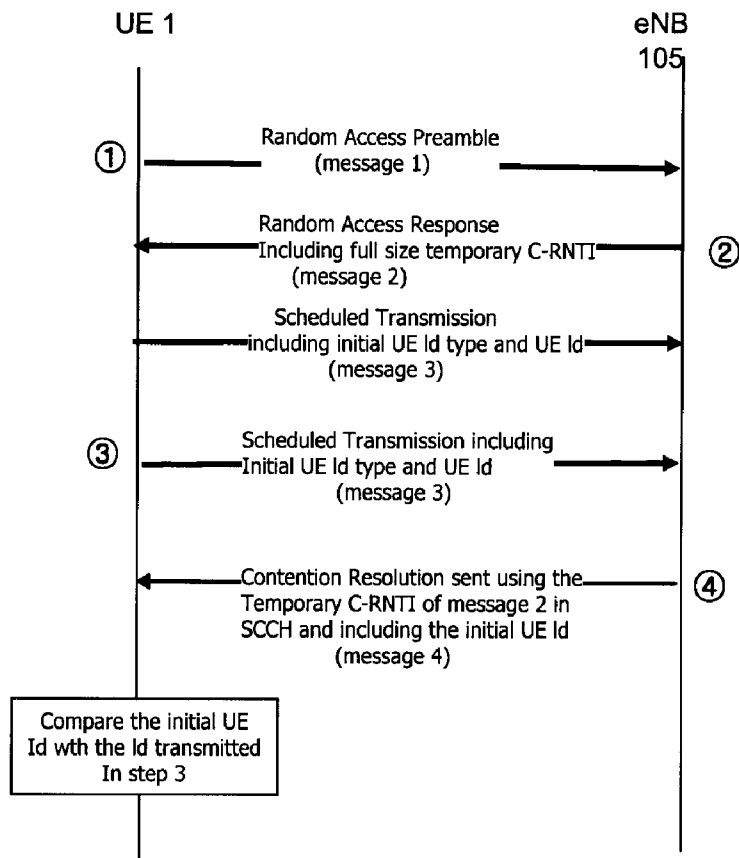 UE 1
eNB
105
①
Random Access Preamble
(message 1)
Random Access Response
Including full size temporary C-RNTI
(message 2)
②
Scheduled Transmission
including initial UE Id type and UE Id
(message 3)
③
Scheduled Transmission including
Initial UE Id type and UE Id
(message 3)
Contention Resolution sent using the
Temporary C-RNTI of message 2 in
SCCH and including the initial UE Id
(message 4)
④
Compare the initial UE
Id wth the Id transmitted
In step 3